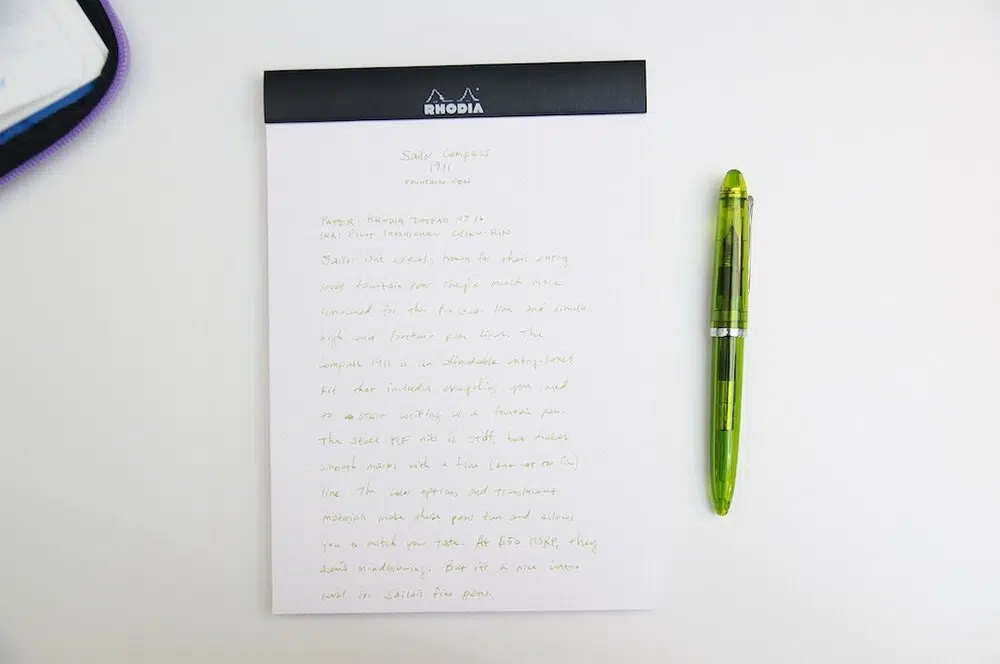 RHODIA
Sailor Compass
1911
FOUNTAIN PEN
PAPER: RHODIA DOTPAD Nº 16
INK: PILOT IROSHIZUKU CHIKU-RIN
Sailor isn't exactly known for their entry
level fountain pens. They're much more
renowned for the Pro Gear line and similar
high end fountain pen lines. The
Compass 1911 is an affordable entry-level
kit that includes everything you need
to start writing w a fountain pen.
The steel MF nib is stiff, but makes
smooth marks with a fine (but not too fine)
line. The color options and translucent
materials make these pens fun and allows
you to match your taste. At $50 MSRP, they
aren't mindblowing. But it's a nice intro
level for Sailor's fine pens.